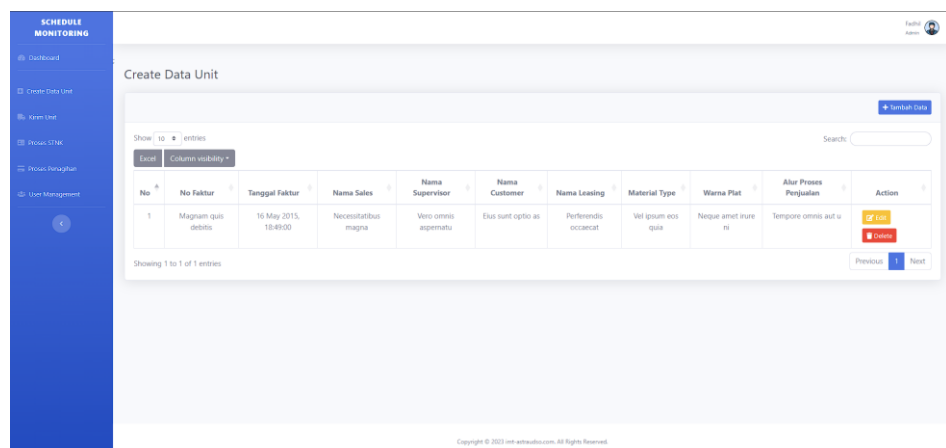 SCHEDULE
MONITORING
Fadhil
Admin
Dashboard
Create Data Unit
Kirim Unit
Proses STNK
Proses Penagihan
User Management
Create Data Unit
+ Tambah Data
Show 10 entries
Search:
Excel Column visibility
No No Faktur Tanggal Faktur Nama Sales Nama Supervisor Nama Customer Nama Leasing Material Type Warna Plat Alur Proses Penjualan Action
1 Magnam quis debitis 16 May 2015, 18:49:00 Necessitatibus magna Vero omnis aspernatu Eius sunt optio as Perferendis occaecat Vel ipsum eos quia Neque amet irure ni Tempore omnis aut u Edit
Delete
Showing 1 to 1 of 1 entries
Previous 1 Next
Copyright © 2023 All Rights Reserved.